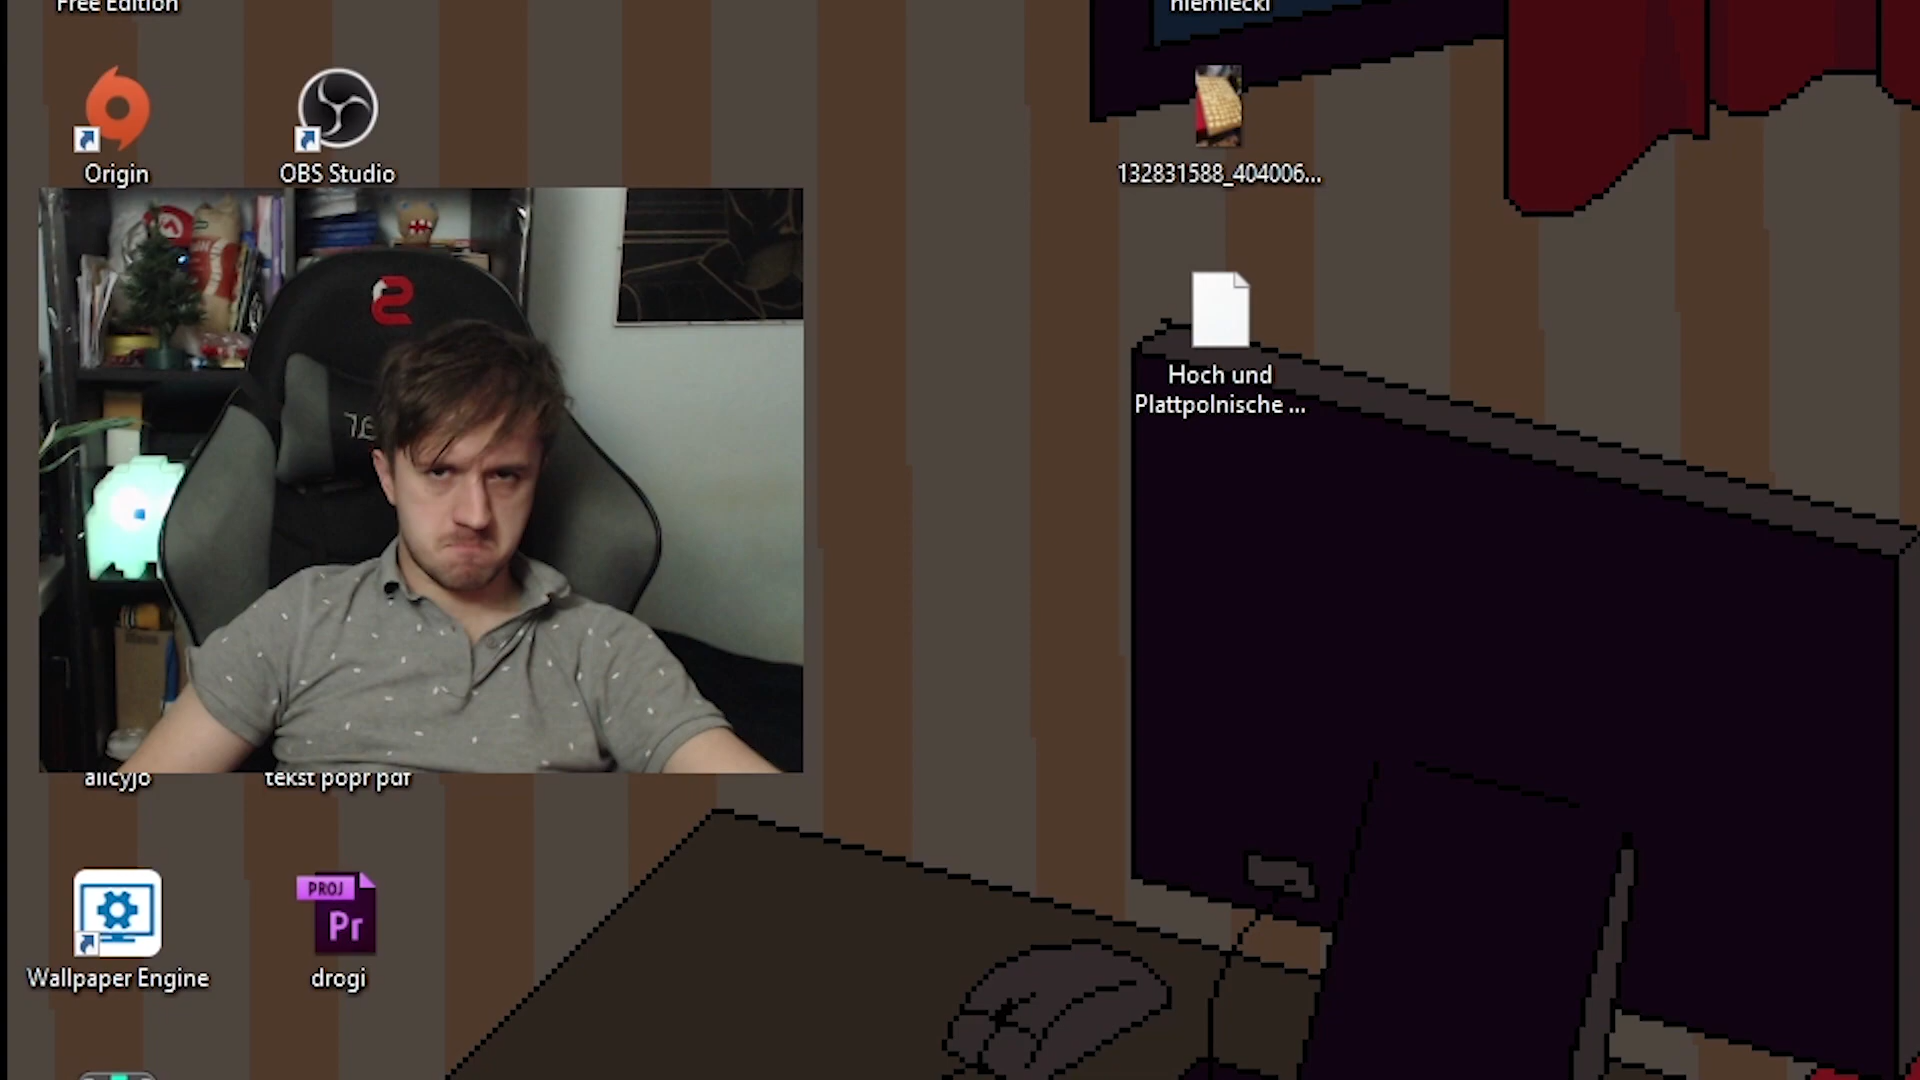 Free Edition
niemiecki
Origin
OBS Studio
132831588_404006...
Hoch und
Plattpolnische ...
alicyjo
tekst popr pdf
Wallpaper Engine
PROJ
Pr
drogi